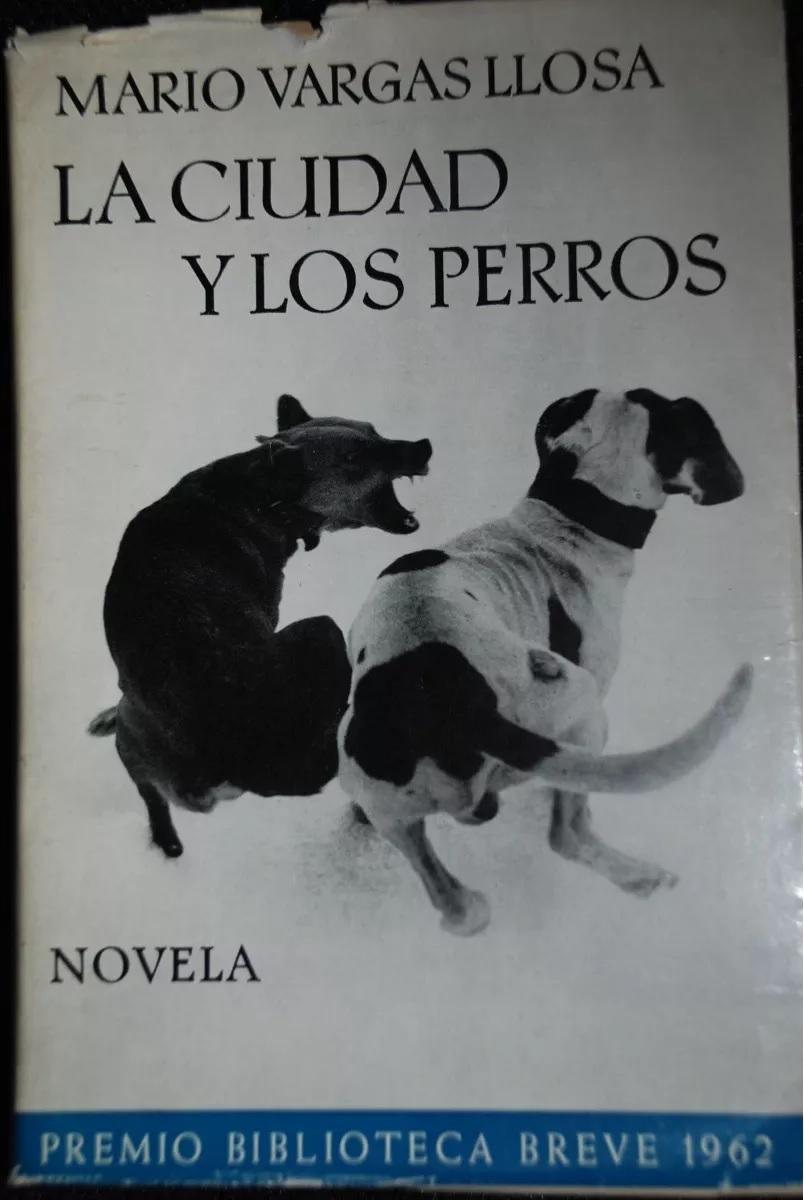 MARIO VARGAS LLOSA
LA CIUDAD
Y LOS PERROS
NOVELA
PREMIO BIBLIOTECA BREVE 1962